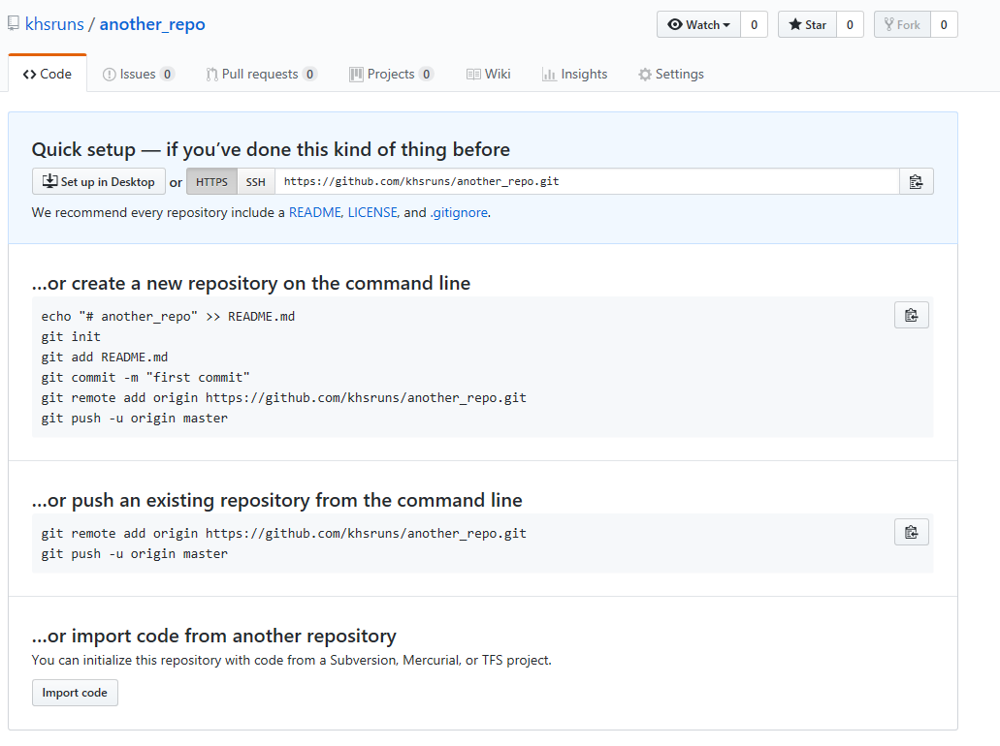 khsruns / another_repo
Watch 0 Star 0 Fork 0
Code Issues 0 Pull requests 0 Projects 0 Wiki Insights Settings
Quick setup — if you’ve done this kind of thing before
Set up in Desktop or HTTPS SSH https://github.com/khsruns/another_repo.git
We recommend every repository include a README, LICENSE, and .gitignore.
…or create a new repository on the command line
echo "# another_repo" >> README.md
git init
git add README.md
git commit -m "first commit"
git remote add origin https://github.com/khsruns/another_repo.git
git push -u origin master
…or push an existing repository from the command line
git remote add origin https://github.com/khsruns/another_repo.git
git push -u origin master
…or import code from another repository
You can initialize this repository with code from a Subversion, Mercurial, or TFS project.
Import code